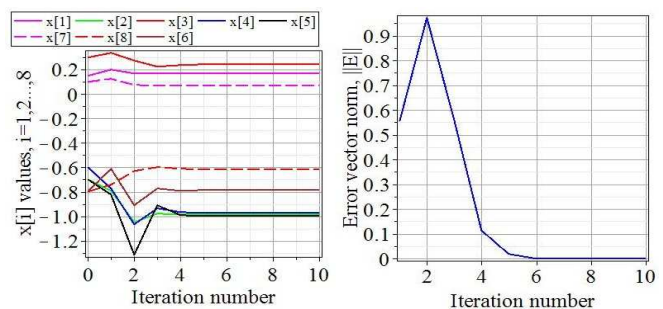 x[1] x[2] x[3] x[4] x[5]
x[7] x[8] x[6]
x[i] values, i=1,2...,8
0.2
0
−0.2
−0.4
−0.6
−0.8
−1.0
−1.2
0 2 4 6 8 10
Iteration number
Error vector norm, ||E||
0.9
0.8
0.7
0.6
0.5
0.4
0.3
0.2
0.1
0
2 4 6 8 10
Iteration number